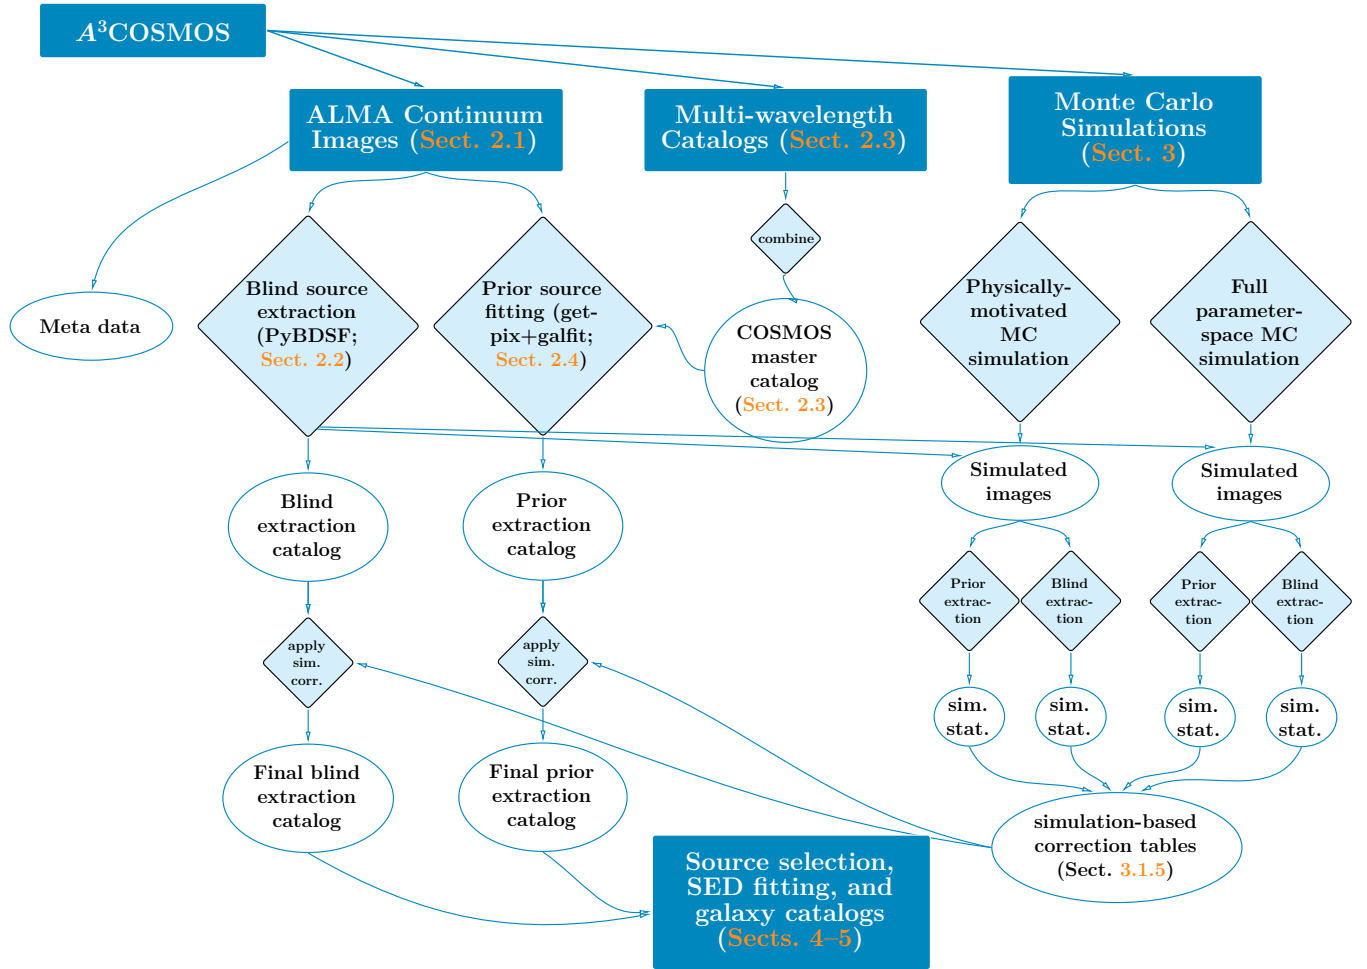 A³COSMOS
ALMA Continuum
Images (Sect. 2.1)
Multi-wavelength
Catalogs (Sect. 2.3)
Monte Carlo
Simulations
(Sect. 3)
combine
Meta data
Blind source
extraction
(PyBDSF;
Sect. 2.2)
Prior source
fitting (get-
pix+galfit;
Sect. 2.4)
COSMOS
master
catalog
(Sect. 2.3)
Physically-
motivated
MC
simulation
Full
parameter-
space MC
simulation
Blind
extraction
catalog
Prior
extraction
catalog
Simulated
images
Simulated
images
Prior
extrac-
tion
Blind
extrac-
tion
Prior
extrac-
tion
Blind
extrac-
tion
apply
sim.
corr.
apply
sim.
corr.
sim.
stat.
sim.
stat.
sim.
stat.
sim.
stat.
Final blind
extraction
catalog
Final prior
extraction
catalog
simulation-based
correction tables
(Sect. 3.1.5)
Source selection,
SED fitting, and
galaxy catalogs
(Sects. 4–5)